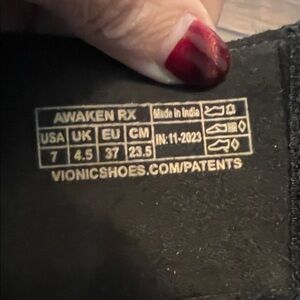 AWAKEN RX Made in India
USA UK EU CM
7 4.5 37 23.5 IN:11-2023
VIONICSHOES.COM/PATENTS